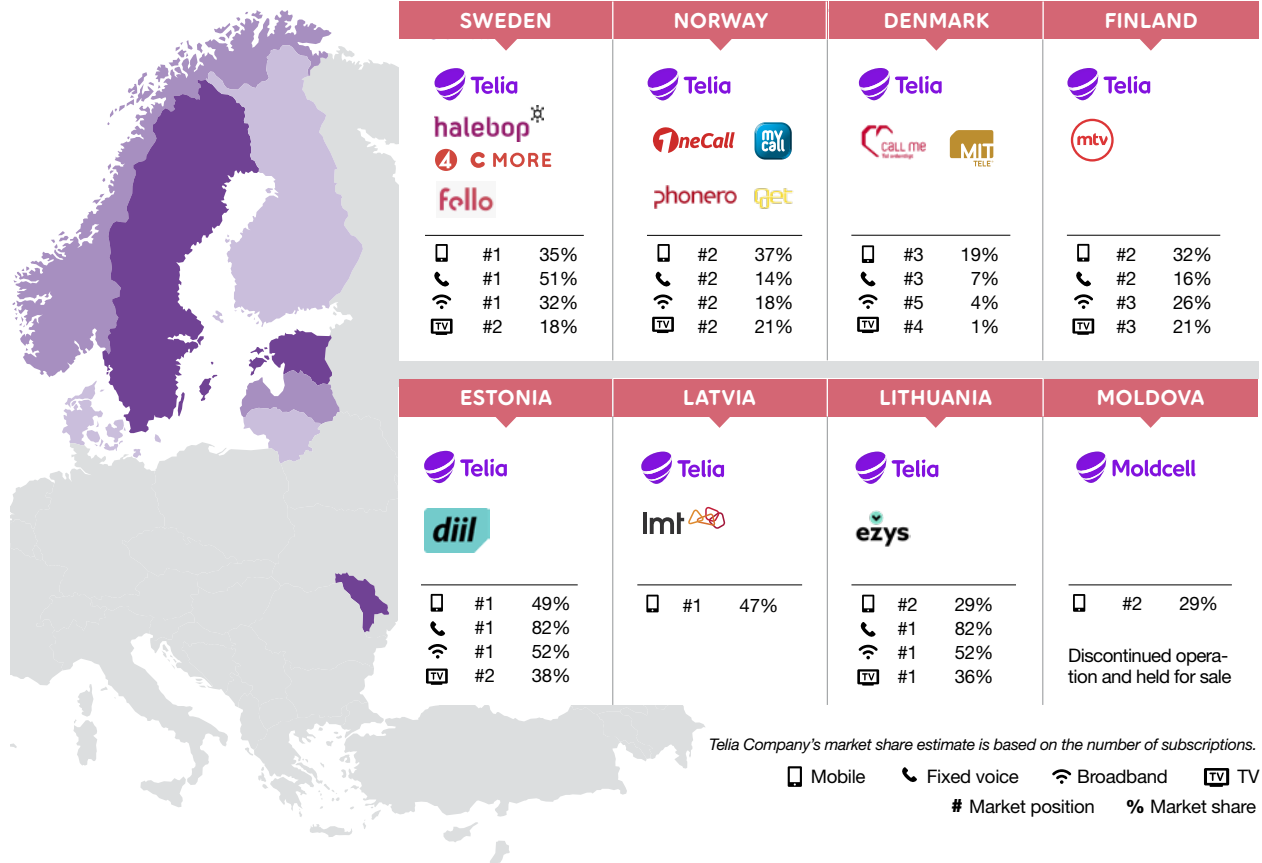 SWEDEN
Telia
halebop
4 C MORE
fello
#1 35%
#1 51%
#1 32%
TV #2 18%
NORWAY
Telia
1neCall
my call
phonero
Get
#2 37%
#2 14%
#2 18%
TV #2 21%
DENMARK
Telia
CALL ME
MIT
TELE
#3 19%
#3 7%
#5 4%
TV #4 1%
FINLAND
Telia
mtv
#2 32%
#2 16%
#3 26%
TV #3 21%
ESTONIA
Telia
diil
#1 49%
#1 82%
#1 52%
TV #2 38%
LATVIA
Telia
lmt
#1 47%
LITHUANIA
Telia
ezys
#2 29%
#1 82%
#1 52%
TV #1 36%
MOLDOVA
Moldcell
#2 29%
Discontinued opera-
tion and held for sale
Telia Company's market share estimate is based on the number of subscriptions.
Mobile Fixed voice Broadband TV TV
# Market position % Market share